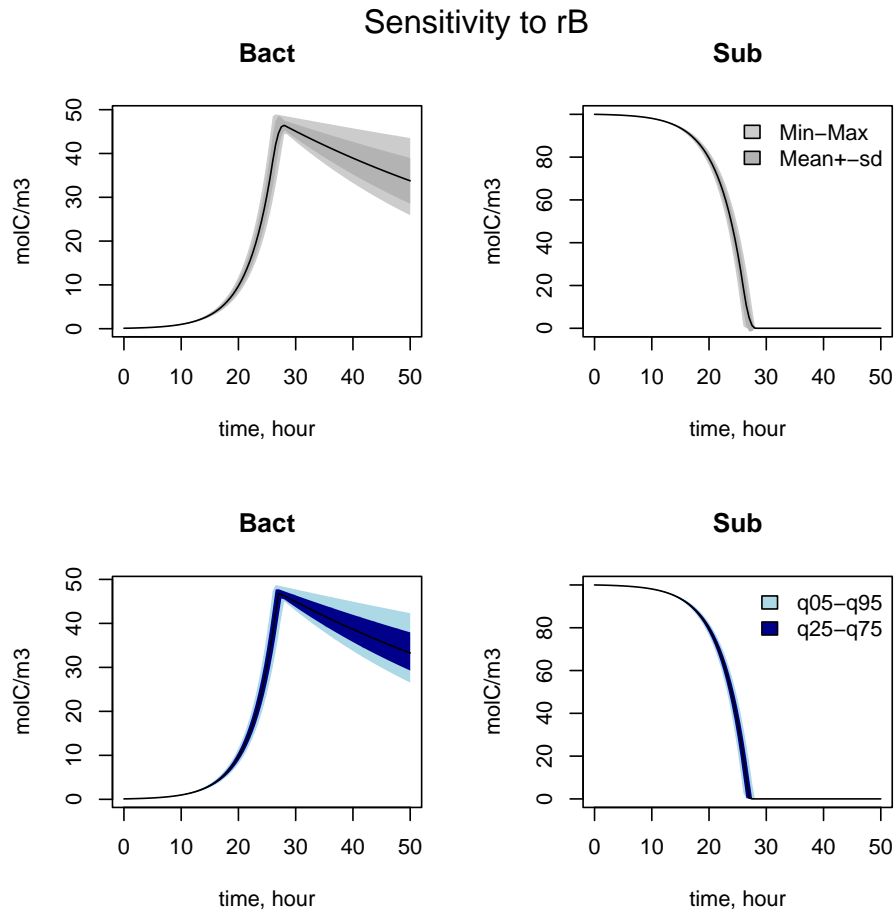 Sensitivity to rB
Bact
molC/m3
0 10 20 30 40 50
0 10 20 30 40 50
time, hour
Sub
molC/m3
0 20 40 60 80
0 10 20 30 40 50
time, hour
Min−Max
Mean+−sd
Bact
molC/m3
0 10 20 30 40 50
0 10 20 30 40 50
time, hour
Sub
molC/m3
0 20 40 60 80
0 10 20 30 40 50
time, hour
q05−q95
q25−q75